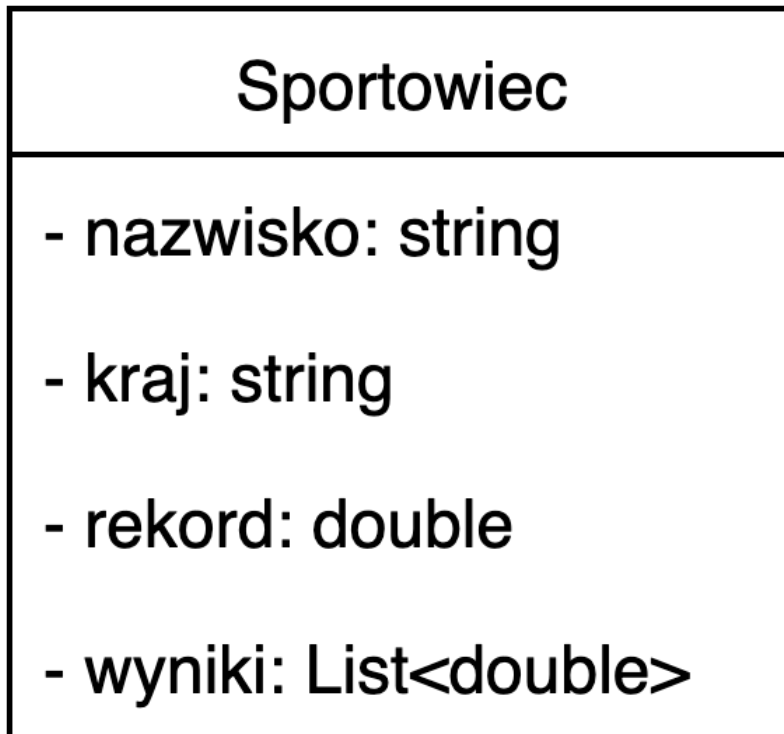 Sportowiec
- nazwisko: string
- kraj: string
- rekord: double
- wyniki: List<double>